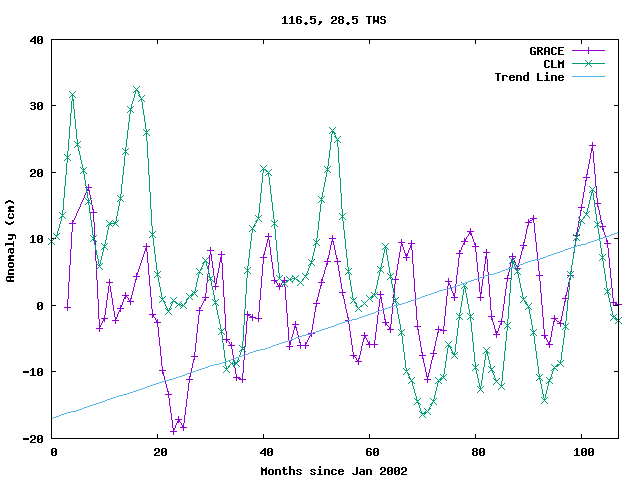 116.5, 28.5 TWS
GRACE
CLM
Trend Line
Anomaly (cm)
40
30
20
10
0
-10
-20
0 20 40 60 80 100
Months since Jan 2002